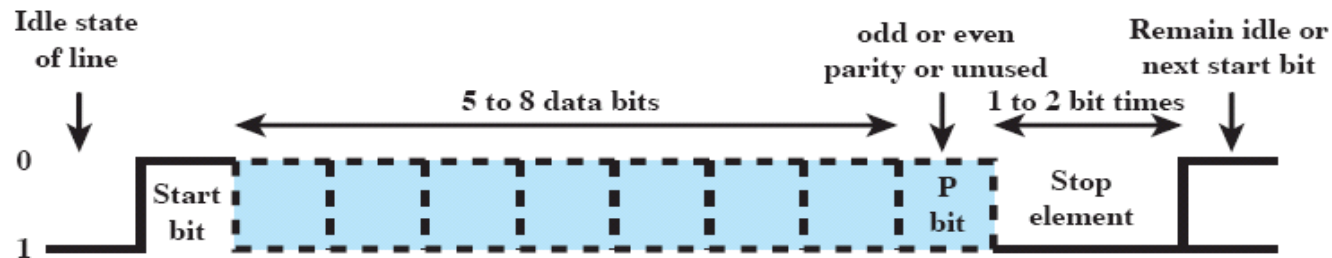 Idle state
of line
odd or even
parity or unused
Remain idle or
next start bit
5 to 8 data bits
1 to 2 bit times
0
Start
bit
P
bit
Stop
element
1